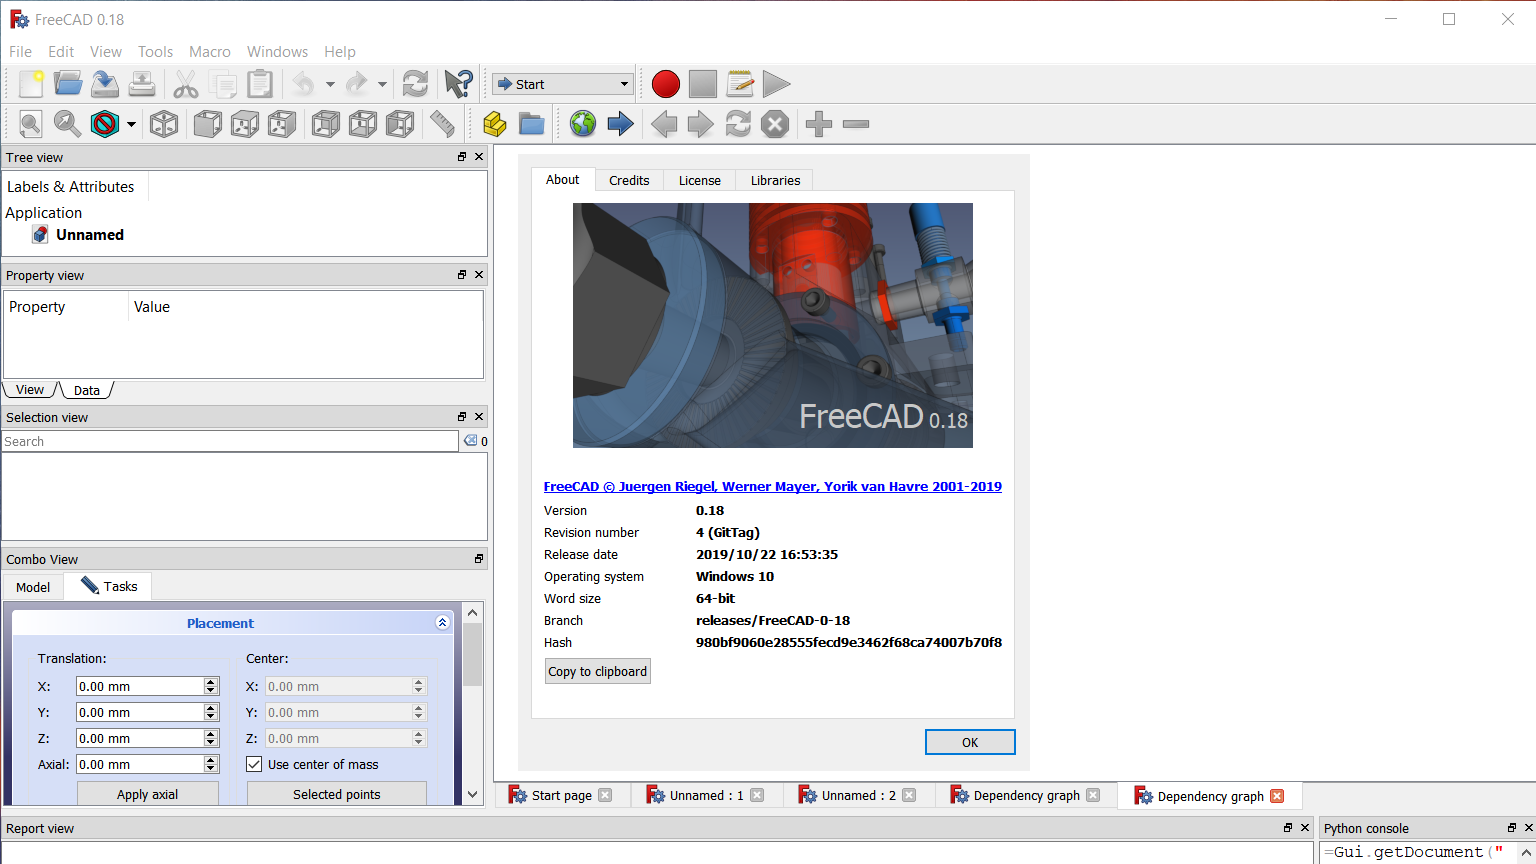 FreeCAD 0.18
File Edit View Tools Macro Windows Help
Start
Tree view
Labels & Attributes
Application
Unnamed
Property view
Property Value
View Data
Selection view
Search 0
Combo View
Model Tasks
Placement
Translation: Center:
X: 0.00 mm X: 0.00 mm
Y: 0.00 mm Y: 0.00 mm
Z: 0.00 mm Z: 0.00 mm
Axial: 0.00 mm Use center of mass
Apply axial Selected points
About Credits License Libraries
FreeCAD 0.18
FreeCAD © Juergen Riegel, Werner Mayer, Yorik van Havre 2001-2019
Version 0.18
Revision number 4 (GitTag)
Release date 2019/10/22 16:53:35
Operating system Windows 10
Word size 64-bit
Branch releases/FreeCAD-0-18
Hash 980bf9060e28555fecd9e3462f68ca74007b70f8
Copy to clipboard
OK
Start page Unnamed : 1 Unnamed : 2 Dependency graph Dependency graph
Report view
Python console
=Gui.getDocument("